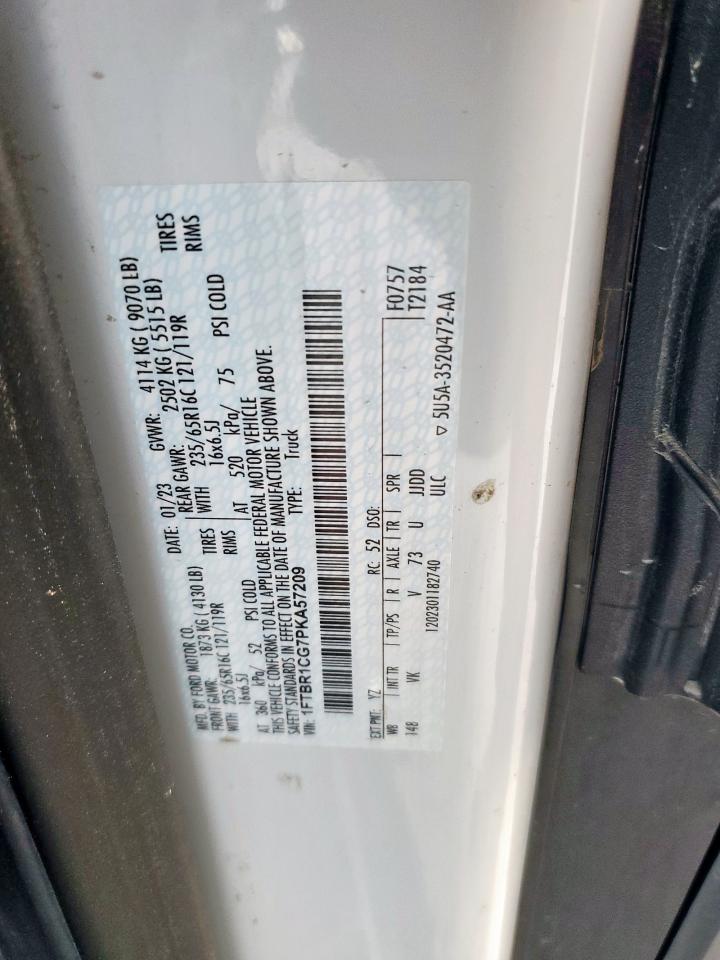 MFD. BY FORD MOTOR CO. DATE: 01/23 GVWR: 4114 KG ( 9070 LB)
FRONT GAWR: 1873 KG ( 4130 LB) REAR GAWR: 2502 KG ( 5515 LB)
WITH 235/65R16C 121/119R TIRES WITH 235/65R16C 121/119R TIRES
16x6.5J RIMS 16x6.5J RIMS
AT 360 kPa/ 52 PSI COLD AT 520 kPa/ 75 PSI COLD
THIS VEHICLE CONFORMS TO ALL APPLICABLE FEDERAL MOTOR VEHICLE
SAFETY STANDARDS IN EFFECT ON THE DATE OF MANUFACTURE SHOWN ABOVE.
VIN: 1FTBR1CG7PKA57209 TYPE: Truck
EXT PNT: YZ RC: 52 DSO: F0757
WB INT TR TP/PS R AXLE TR SPR T2184
148 VK V 73 U JJDD ▽ 5U5A-3520472-AA
1202301182740 ULC